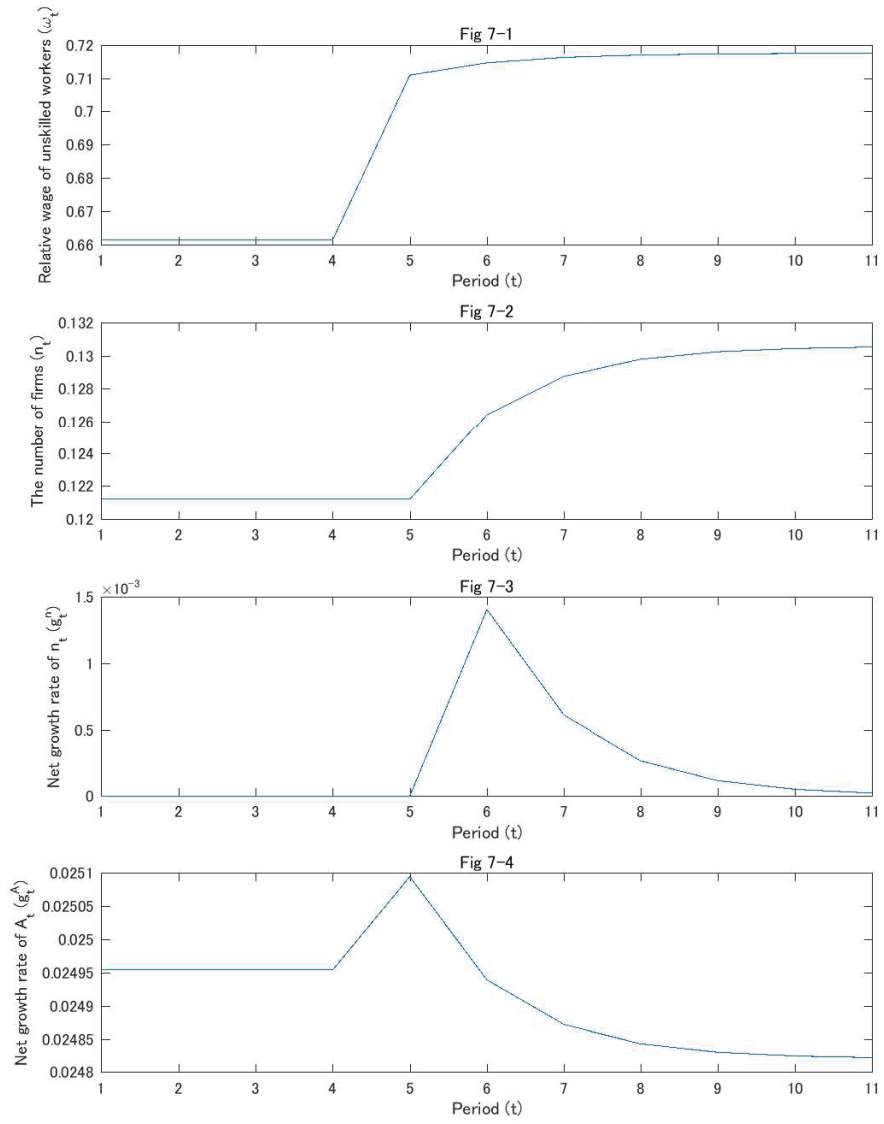 Fig 7-1
Relative wage of unskilled workers (ω_t)
0.72
0.71
0.7
0.69
0.68
0.67
0.66
1 2 3 4 5 6 7 8 9 10 11
Period (t)
Fig 7-2
The number of firms (n_t)
0.132
0.13
0.128
0.126
0.124
0.122
0.12
1 2 3 4 5 6 7 8 9 10 11
Period (t)
Fig 7-3
×10^-3
Net growth rate of n_t (g_t^n)
1.5
1
0.5
0
1 2 3 4 5 6 7 8 9 10 11
Period (t)
Fig 7-4
Net growth rate of A_t (g_t^A)
0.0251
0.02505
0.025
0.02495
0.0249
0.02485
0.0248
1 2 3 4 5 6 7 8 9 10 11
Period (t)